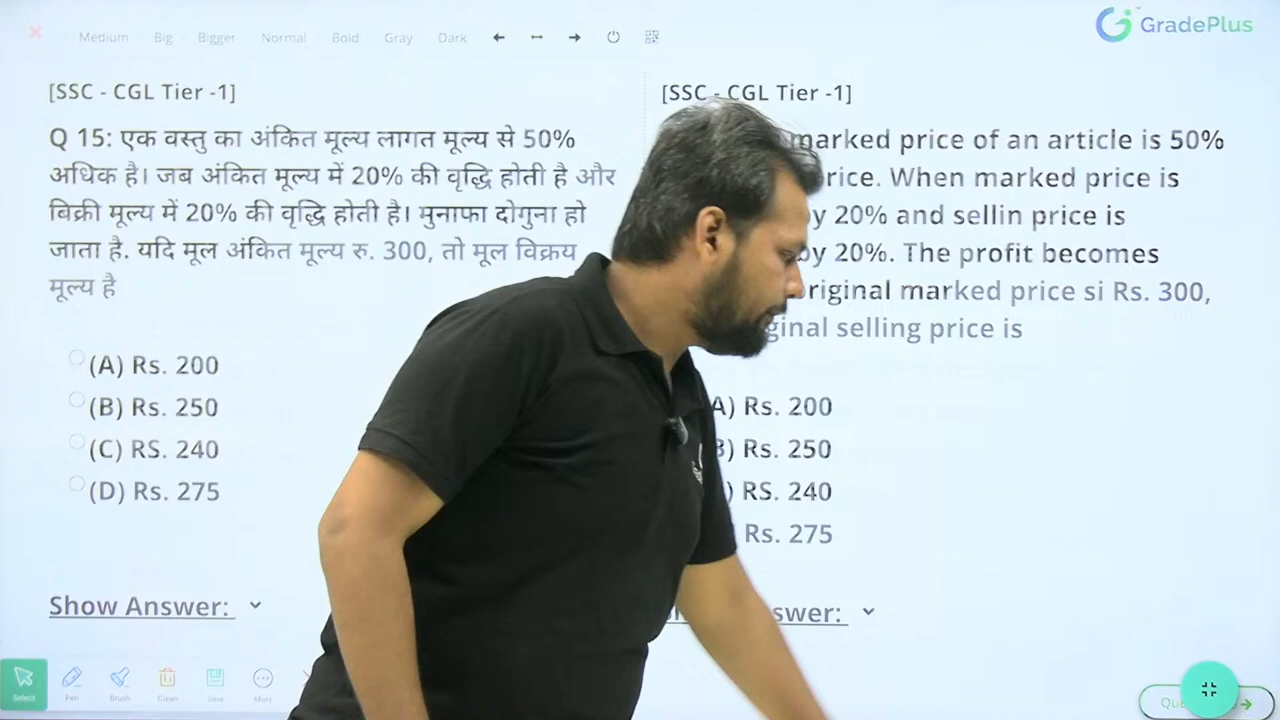 Medium Big Bigger Normal Bold Gray Dark
GradePlus
[SSC - CGL Tier -1]
Q 15: एक वस्तु का अंकित मूल्य लागत मूल्य से 50%
अधिक है। जब अंकित मूल्य में 20% की वृद्धि होती है और
बिक्री मूल्य में 20% की वृद्धि होती है। मुनाफा दोगुना हो
जाता है. यदि मूल अंकित मूल्य रु. 300, तो मूल विक्रय
मूल्य है
(A) Rs. 200
(B) Rs. 250
(C) RS. 240
(D) Rs. 275
Show Answer:
[SSC - CGL Tier -1]
marked price of an article is 50%
rice. When marked price is
by 20% and sellin price is
by 20%. The profit becomes
original marked price si Rs. 300,
ginal selling price is
A) Rs. 200
B) Rs. 250
) RS. 240
Rs. 275
swer:
Select Pen Brush Clean Save More
Que